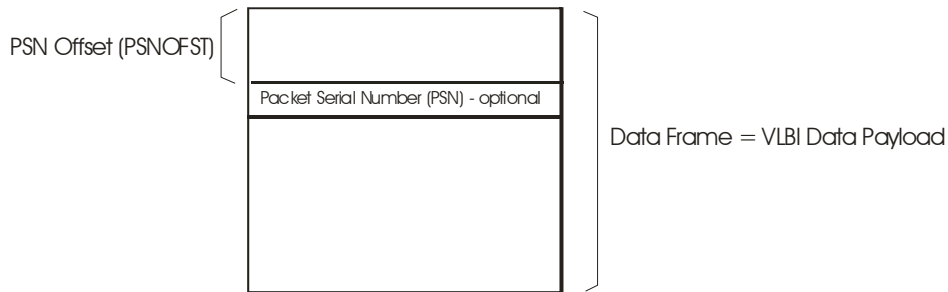 PSN Offset (PSNOFST)
Packet Serial Number (PSN) - optional
Data Frame = VLBI Data Payload